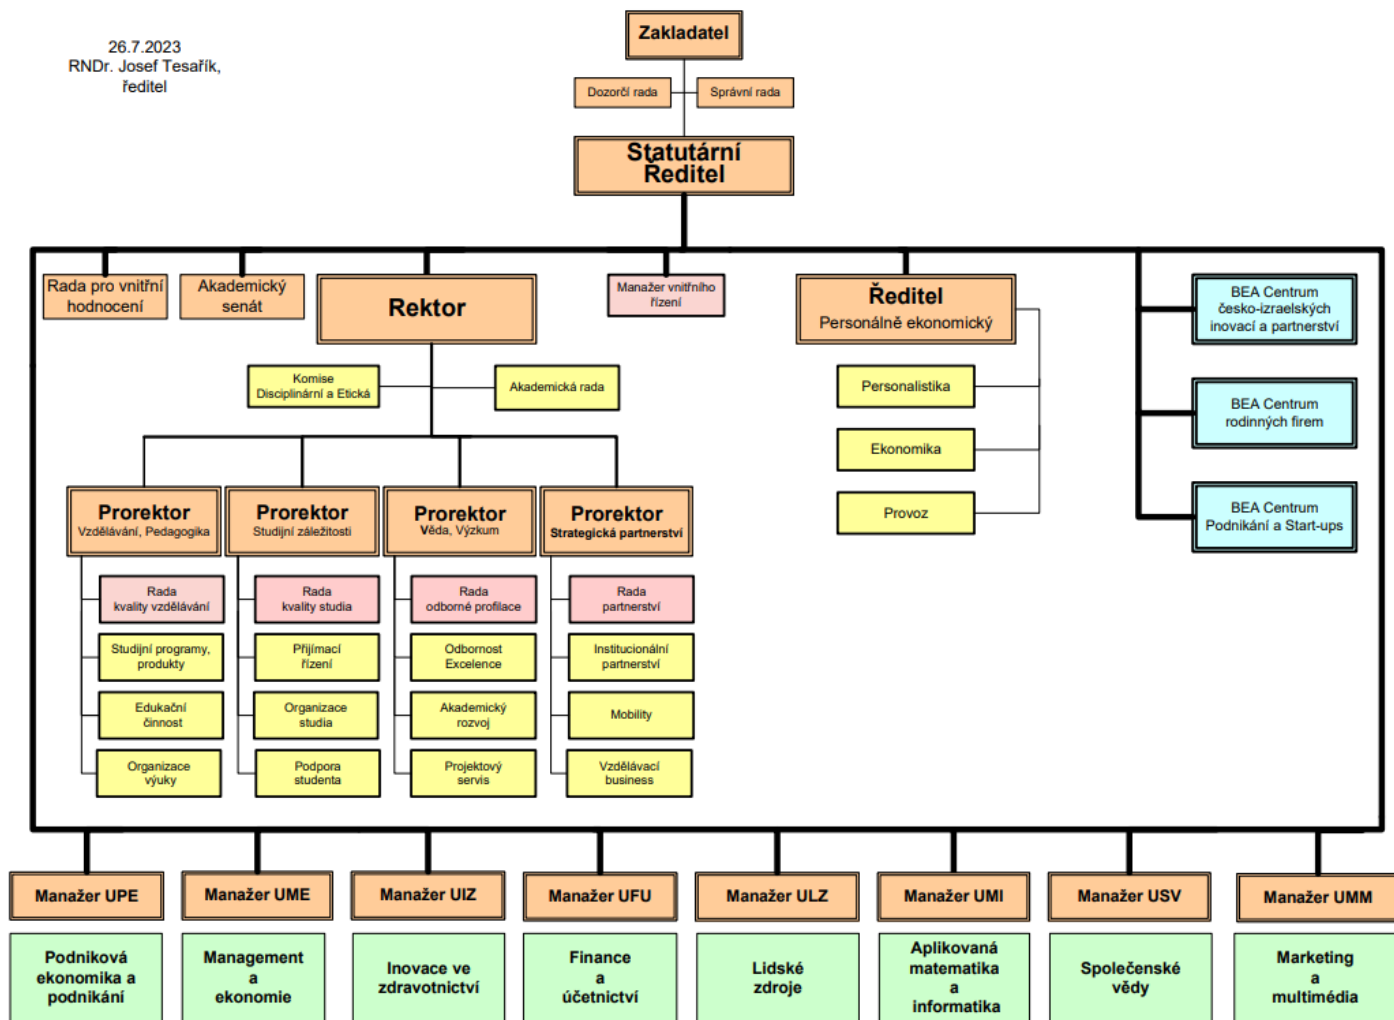 26.7.2023
RNDr. Josef Tesařík,
ředitel
Zakladatel
Dozorčí rada
Správní rada
Statutární
Ředitel
Rada pro vnitřní
hodnocení
Akademický
senát
Rektor
Manažer vnitřního
řízení
Ředitel
Personálně ekonomický
BEA Centrum
česko-izraelských
inovací a partnerství
Komise
Disciplinární a Etická
Akademická rada
Personalistika
BEA Centrum
rodinných firem
Ekonomika
Provoz
BEA Centrum
Podnikání a Start-ups
Prorektor
Vzdělávání, Pedagogika
Prorektor
Studijní záležitosti
Prorektor
Věda, Výzkum
Prorektor
Strategická partnerství
Rada
kvality vzdělávání
Rada
kvality studia
Rada
odborné profilace
Rada
partnerství
Studijní programy,
produkty
Přijímací
řízení
Odbornost
Excelence
Institucionální
partnerství
Edukační
činnost
Organizace
studia
Akademický
rozvoj
Mobility
Organizace
výuky
Podpora
studenta
Projektový
servis
Vzdělávací
business
Manažer UPE
Manažer UME
Manažer UIZ
Manažer UFU
Manažer ULZ
Manažer UMI
Manažer USV
Manažer UMM
Podniková
ekonomika a
podnikání
Management
a
ekonomie
Inovace ve
zdravotnictví
Finance
a
účetnictví
Lidské
zdroje
Aplikovaná
matematika
a
informatika
Společenské
vědy
Marketing
a
multimédia